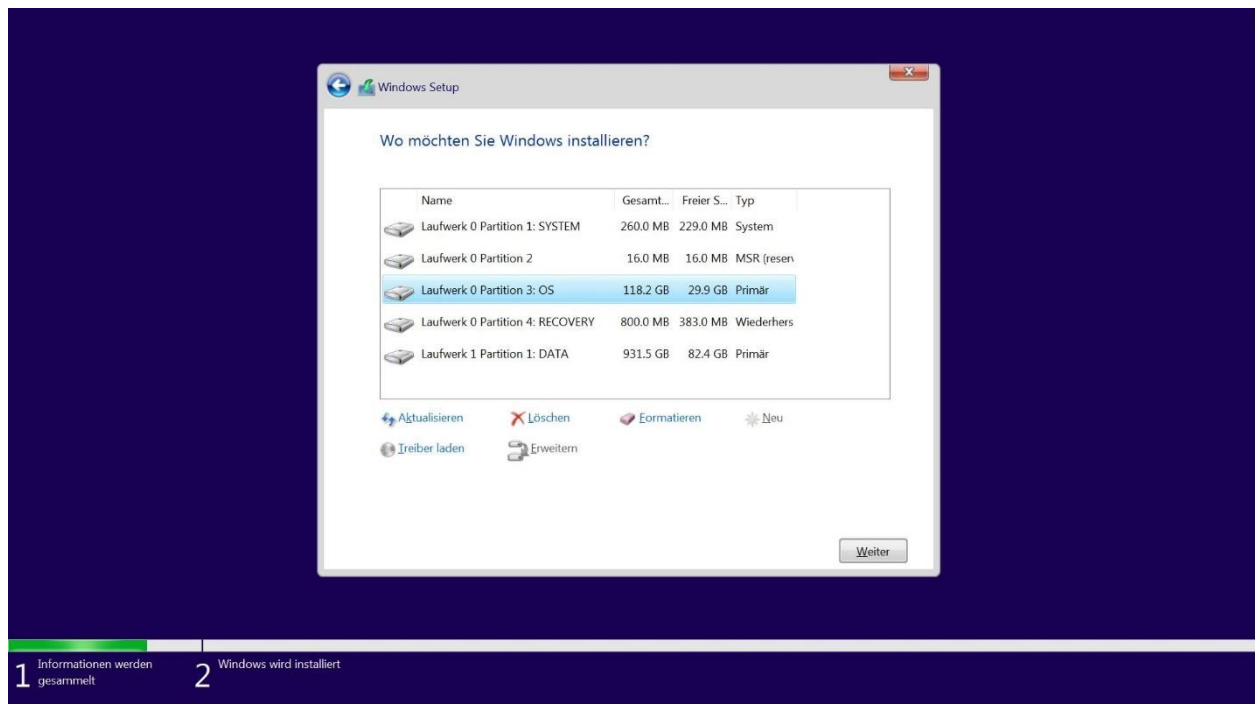 Windows Setup
Wo möchten Sie Windows installieren?
Name Gesamt... Freier S... Typ
Laufwerk 0 Partition 1: SYSTEM 260.0 MB 229.0 MB System
Laufwerk 0 Partition 2 16.0 MB 16.0 MB MSR (reserv
Laufwerk 0 Partition 3: OS 118.2 GB 29.9 GB Primär
Laufwerk 0 Partition 4: RECOVERY 800.0 MB 383.0 MB Wiederhers
Laufwerk 1 Partition 1: DATA 931.5 GB 82.4 GB Primär
Aktualisieren Löschen Formatieren Neu
Treiber laden Erweitern
Weiter
1 Informationen werden
gesammelt
2 Windows wird installiert